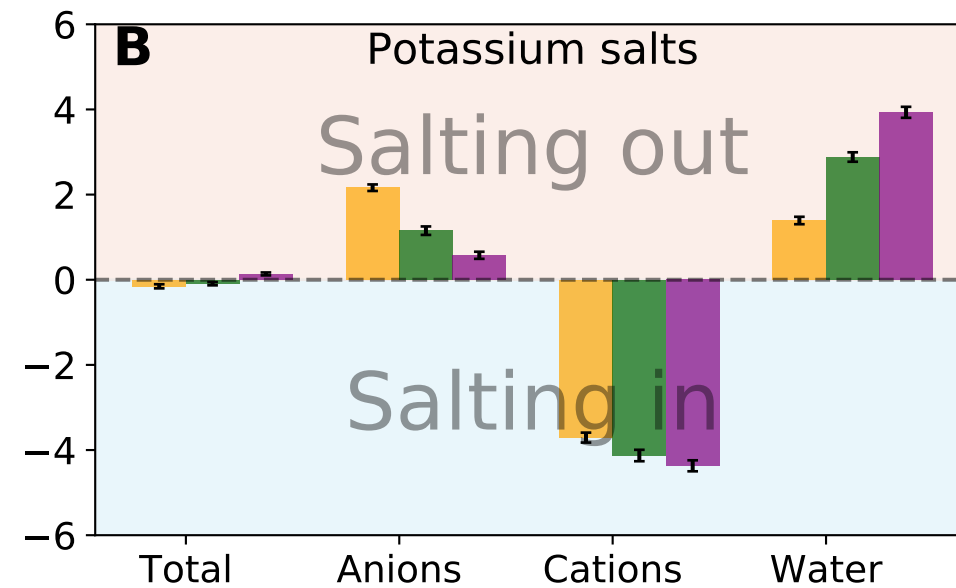 B
Potassium salts
Salting out
Salting in
6
4
2
0
−2
−4
−6
Total Anions Cations Water